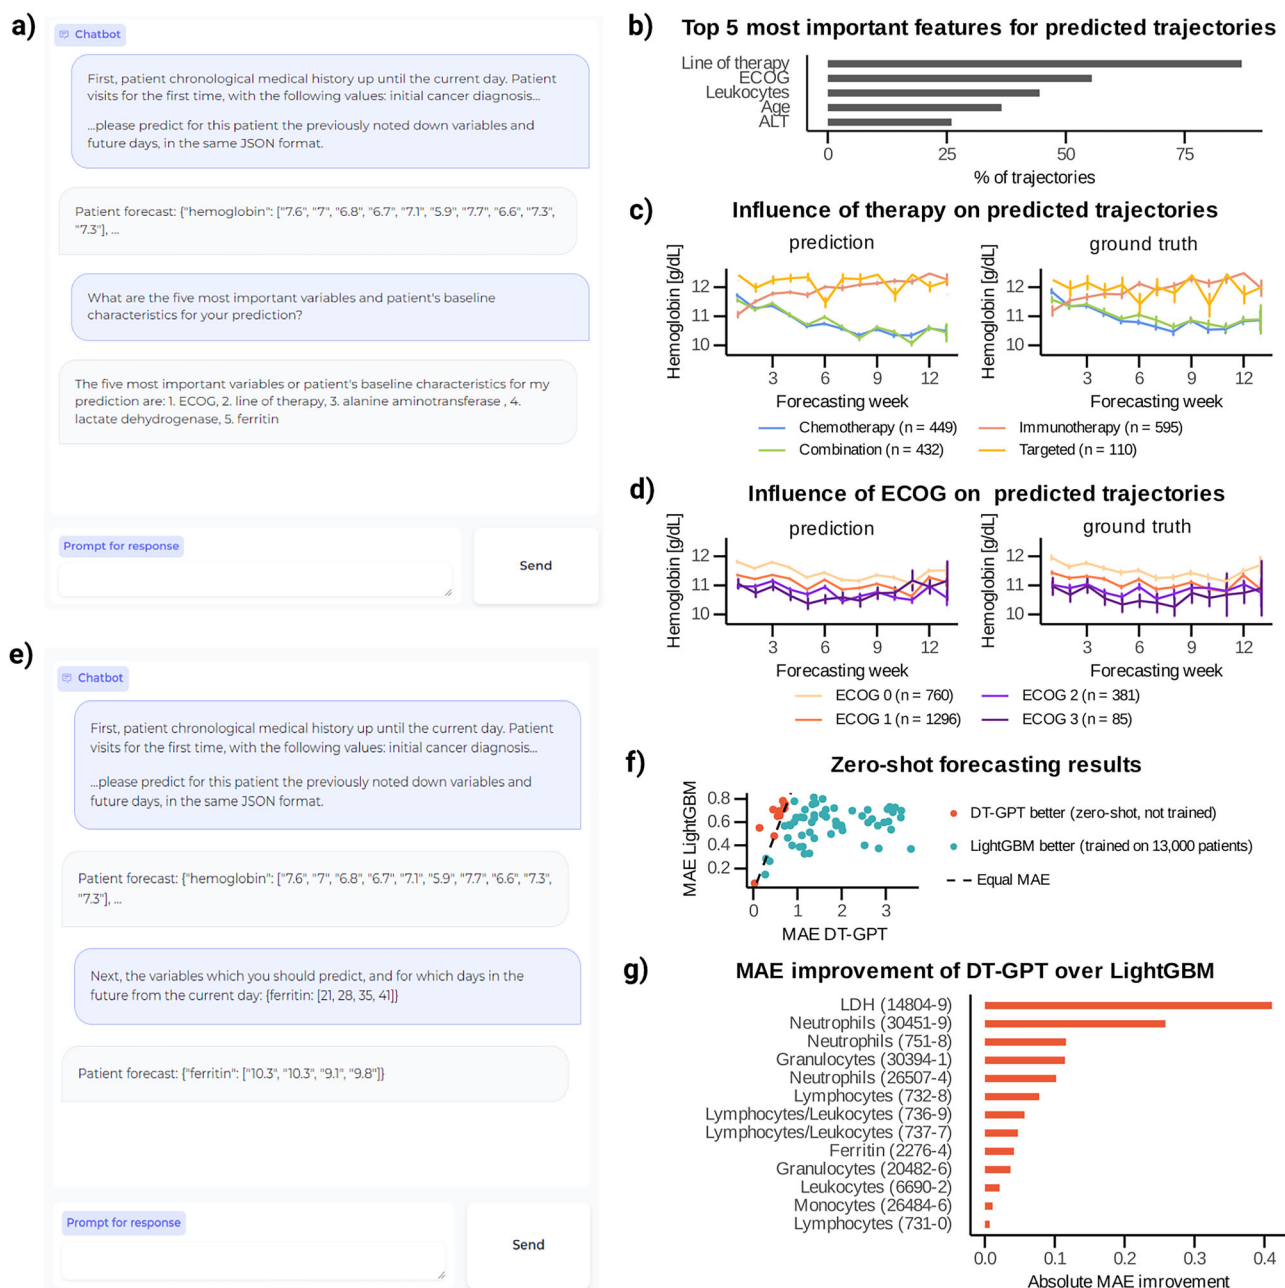 a)
Chatbot
First, patient chronological medical history up until the current day. Patient
visits for the first time, with the following values: initial cancer diagnosis...
...please predict for this patient the previously noted down variables and
future days, in the same JSON format.
Patient forecast: {"hemoglobin": ["7.6", "7", "6.8", "6.7", "7.1", "5.9", "7.7", "6.6", "7.3",
"7.3"], ...
What are the five most important variables and patient's baseline
characteristics for your prediction?
The five most important variables or patient's baseline characteristics for my
prediction are: 1. ECOG, 2. line of therapy, 3. alanine aminotransferase , 4.
lactate dehydrogenase, 5. ferritin
Prompt for response
Send
b)
Top 5 most important features for predicted trajectories
Line of therapy
ECOG
Leukocytes
Age
ALT
0 25 50 75
% of trajectories
c)
Influence of therapy on predicted trajectories
prediction
ground truth
Hemoglobin [g/dL]
12
11
10
3 6 9 12
Forecasting week
Hemoglobin [g/dL]
12
11
10
3 6 9 12
Forecasting week
Chemotherapy (n = 449)
Immunotherapy (n = 595)
Combination (n = 432)
Targeted (n = 110)
d)
Influence of ECOG on predicted trajectories
prediction
ground truth
Hemoglobin [g/dL]
12
11
10
3 6 9 12
Forecasting week
Hemoglobin [g/dL]
12
11
10
3 6 9 12
Forecasting week
ECOG 0 (n = 760)
ECOG 2 (n = 381)
ECOG 1 (n = 1296)
ECOG 3 (n = 85)
e)
Chatbot
First, patient chronological medical history up until the current day. Patient
visits for the first time, with the following values: initial cancer diagnosis...
...please predict for this patient the previously noted down variables and
future days, in the same JSON format.
Patient forecast: {"hemoglobin": ["7.6", "7", "6.8", "6.7", "7.1", "5.9", "7.7", "6.6", "7.3",
"7.3"], ...
Next, the variables which you should predict, and for which days in the
future from the current day: {ferritin: [21, 28, 35, 41]}
Patient forecast: {"ferritin": ["10.3", "10.3", "9.1", "9.8"]}
Prompt for response
Send
f)
Zero-shot forecasting results
MAE LightGBM
0.8
0.6
0.4
0.2
0 1 2 3
MAE DT-GPT
DT-GPT better (zero-shot, not trained)
LightGBM better (trained on 13,000 patients)
Equal MAE
g)
MAE improvement of DT-GPT over LightGBM
LDH (14804-9)
Neutrophils (30451-9)
Neutrophils (751-8)
Granulocytes (30394-1)
Neutrophils (26507-4)
Lymphocytes (732-8)
Lymphocytes/Leukocytes (736-9)
Lymphocytes/Leukocytes (737-7)
Ferritin (2276-4)
Granulocytes (20482-6)
Leukocytes (6690-2)
Monocytes (26484-6)
Lymphocytes (731-0)
0.0 0.1 0.2 0.3 0.4
Absolute MAE imrovement